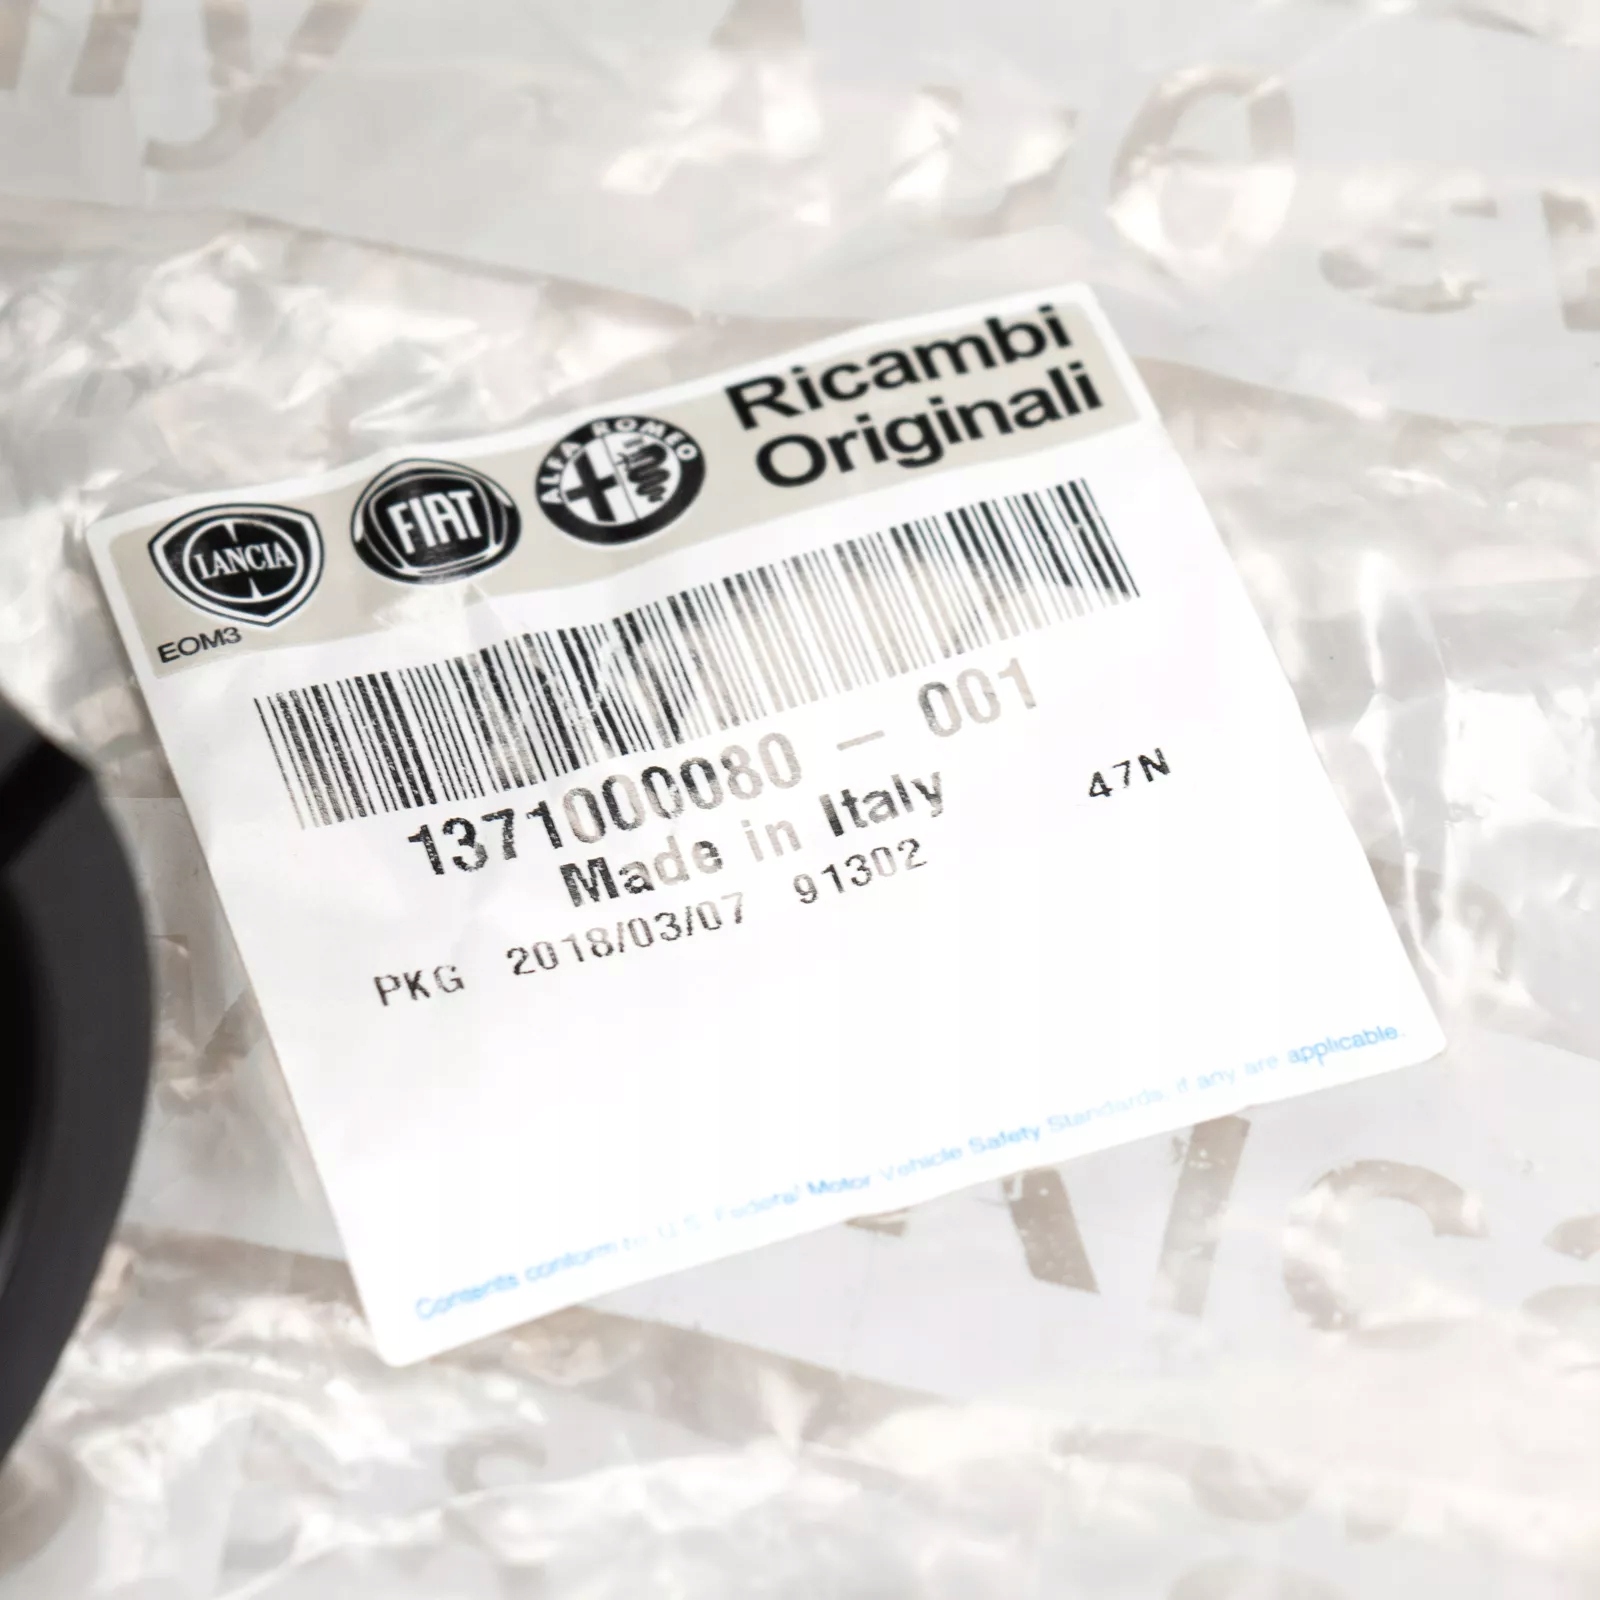 Ricambi
Originali
LANCIA
FIAT
ALFA ROMEO
EOM3
1371000080 - 001
Made in Italy
47N
PKG 2018/03/07 91302
Contents conform to U.S. Federal Motor Vehicle Safety Standards, if any are applicable.